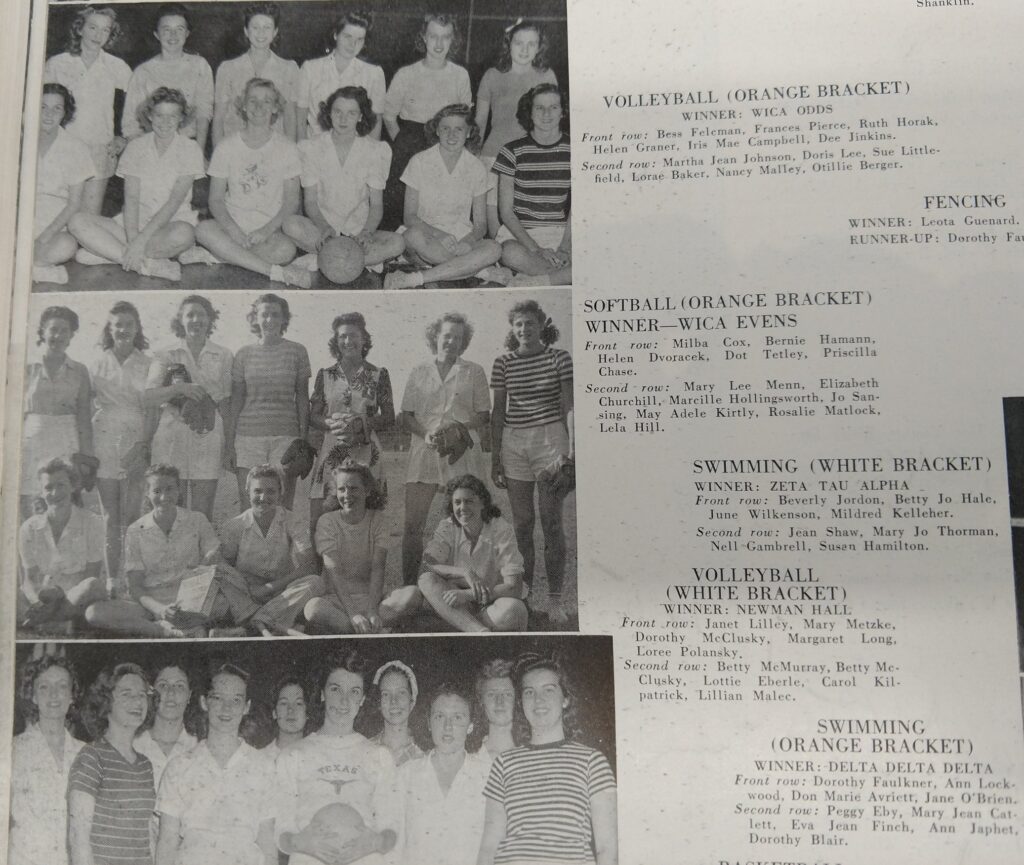 Shanklin.
VOLLEYBALL (ORANGE BRACKET)
WINNER: WICA ODDS
Front row: Bess Feleman, Frances Pierce, Ruth Horak,
Helen Graner, Iris Mae Campbell, Dee Jinkins.
Second row: Martha Jean Johnson, Doris Lee, Sue Little-
field, Lorae Baker, Nancy Malley, Otillie Berger.
FENCING
WINNER: Leota Guenard.
RUNNER-UP: Dorothy Fau
SOFTBALL (ORANGE BRACKET)
WINNER—WICA EVENS
Front row: Milba Cox, Bernie Hamann,
Helen Dvoracek, Dot Tetley, Priscilla
Chase.
Second row: Mary Lee Menn, Elizabeth
Churchill, Marcille Hollingsworth, Jo San-
sing, May Adele Kirtly, Rosalie Matlock,
Lela Hill.
SWIMMING (WHITE BRACKET)
WINNER: ZETA TAU ALPHA
Front row: Beverly Jordon, Betty Jo Hale,
June Wilkenson, Mildred Kelleher.
Second row: Jean Shaw, Mary Jo Thorman,
Nell Gambrell, Susan Hamilton.
VOLLEYBALL
(WHITE BRACKET)
WINNER: NEWMAN HALL
Front row: Janet Lilley, Mary Metzke,
Dorothy McClusky, Margaret Long,
Loree Polansky.
Second row: Betty McMurray, Betty Mc-
Clusky, Lottie Eberle, Carol Kil-
patrick, Lillian Malec.
SWIMMING
(ORANGE BRACKET)
WINNER: DELTA DELTA DELTA
Front row: Dorothy Faulkner, Ann Lock-
wood, Don Marie Avriett, Jane O'Brien.
Second row: Peggy Eby, Mary Jean Cat-
lett, Eva Jean Finch, Ann Japhet,
Dorothy Blair.
TEXAS